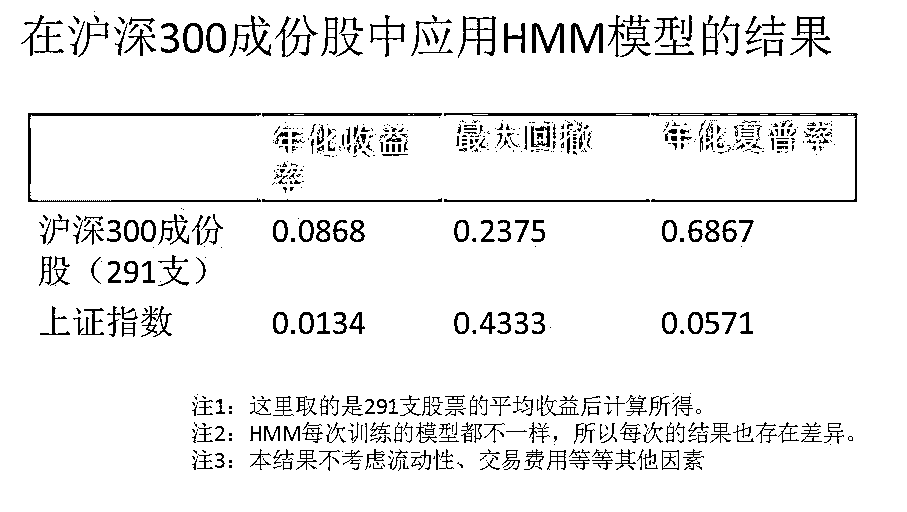 在沪深300成份股中应用HMM模型的结果
年化收益率 最大回撤 年化夏普率
沪深300成份股（291支） 0.0868 0.2375 0.6867
上证指数 0.0134 0.4333 0.0571
注1：这里取的是291支股票的平均收益后计算所得。
注2：HMM每次训练的模型都不一样，所以每次的结果也存在差异。
注3：本结果不考虑流动性、交易费用等等其他因素